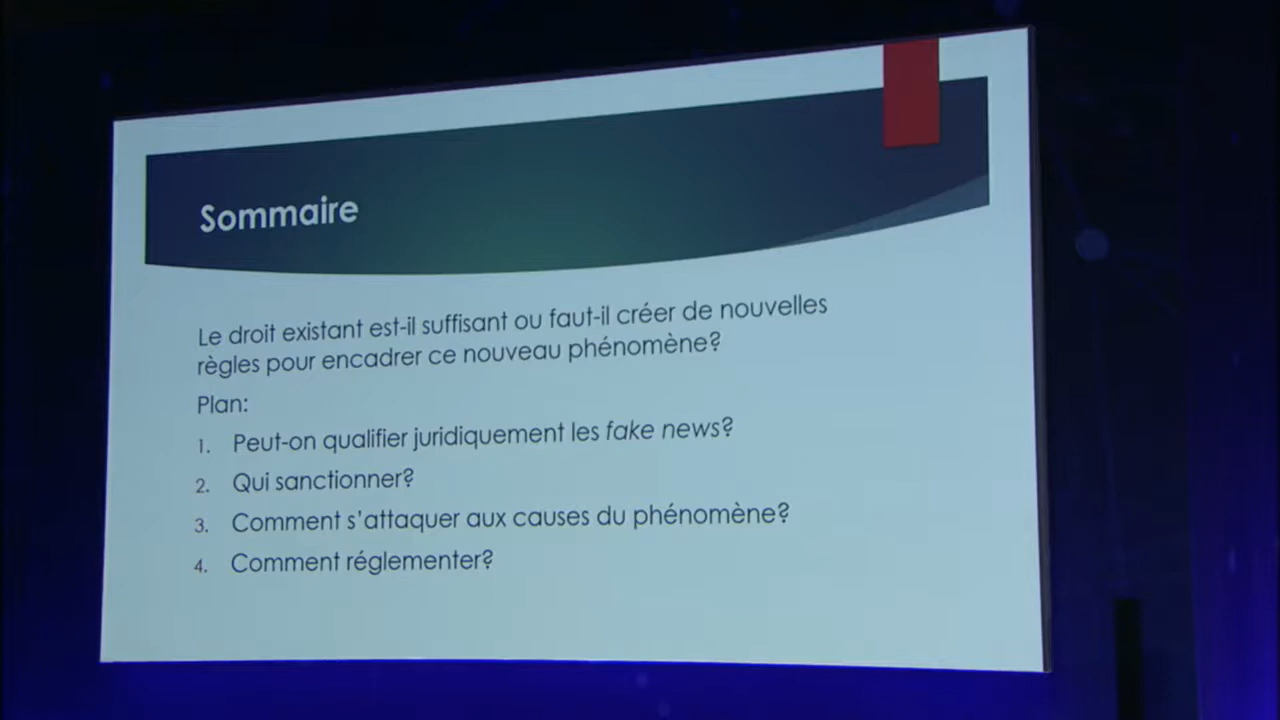 Sommaire
Le droit existant est-il suffisant ou faut-il créer de nouvelles
règles pour encadrer ce nouveau phénomène?
Plan:
1. Peut-on qualifier juridiquement les fake news?
2. Qui sanctionner?
3. Comment s'attaquer aux causes du phénomène?
4. Comment réglementer?